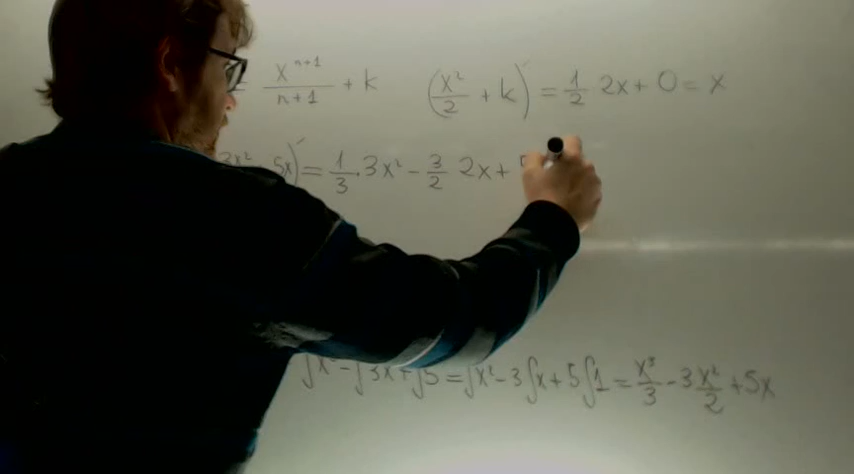 = x^(n+1)/(n+1) + k (x²/2 + k)' = 1/2 2x + 0 = x
3x² 5x)' = 1/3 . 3x² - 3/2 2x +
∫x² - ∫3x + ∫5 = ∫x² - 3∫x + 5∫1 = x³/3 - 3 x²/2 + 5x